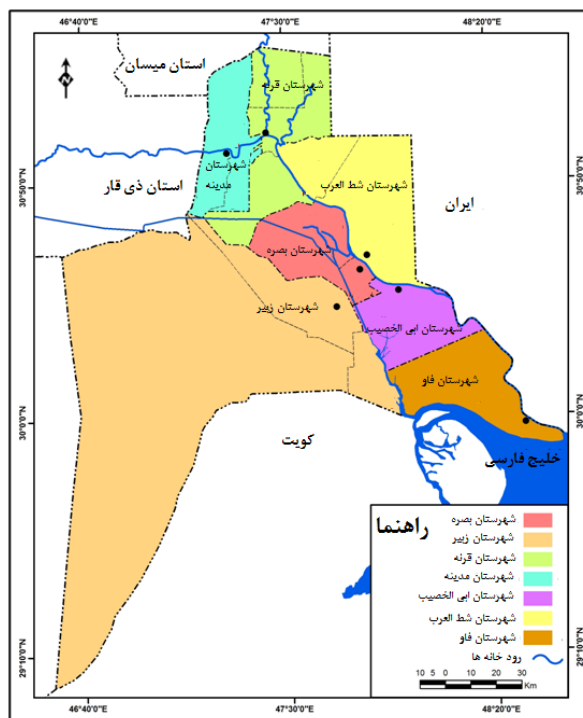 46°40'0"E
47°30'0"E
48°20'0"E
استان میسان
شهرستان قرنه
N
30°50'0"N
30°50'0"N
شهرستان
مدینه
استان ذی قار
شهرستان شط العرب
ایران
شهرستان بصره
شهرستان زبیر
شهرستان ابی الخصیب
شهرستان فاو
30°0'0"N
30°0'0"N
کویت
خلیج فارسی
راهنما
شهرستان بصره
شهرستان زبیر
شهرستان قرنه
شهرستان مدینه
شهرستان ابی الخصیب
شهرستان شط العرب
شهرستان فاو
رود خانه ها
29°10'0"N
29°10'0"N
10 5 0 10 20 30
Km
46°40'0"E
47°30'0"E
48°20'0"E